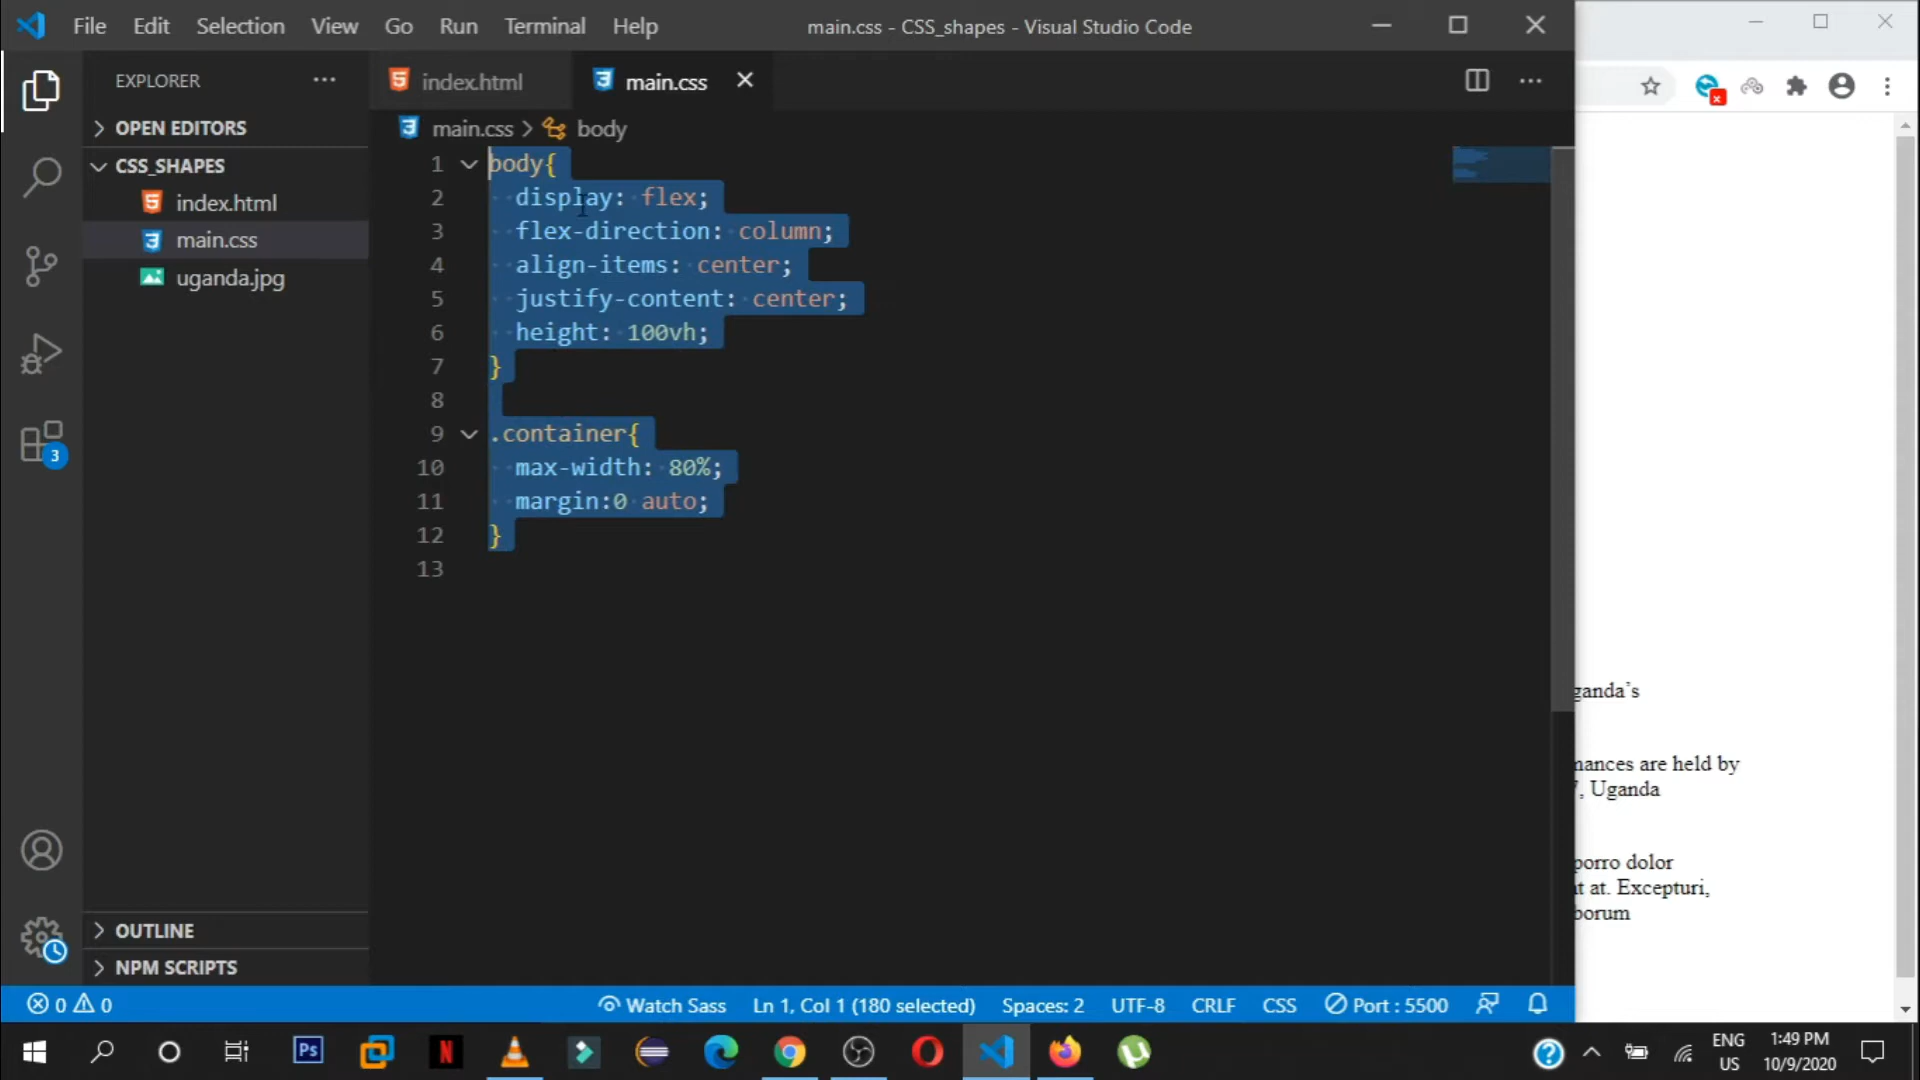 File Edit Selection View Go Run Terminal Help
main.css - CSS_shapes - Visual Studio Code
EXPLORER
OPEN EDITORS
CSS_SHAPES
index.html
main.css
uganda.jpg
OUTLINE
NPM SCRIPTS
3
index.html
main.css
main.css > body
1 body{
2 display: flex;
3 flex-direction: column;
4 align-items: center;
5 justify-content: center;
6 height: 100vh;
7 }
8
9 .container{
10 max-width: 80%;
11 margin:0 auto;
12 }
13
ganda's
mances are held by
, Uganda
porro dolor
at. Excepturi,
borum
0 0
Watch Sass
Ln 1, Col 1 (180 selected)
Spaces: 2
UTF-8
CRLF
CSS
Port : 5500
Ps
N
ENG
US
1:49 PM
10/9/2020